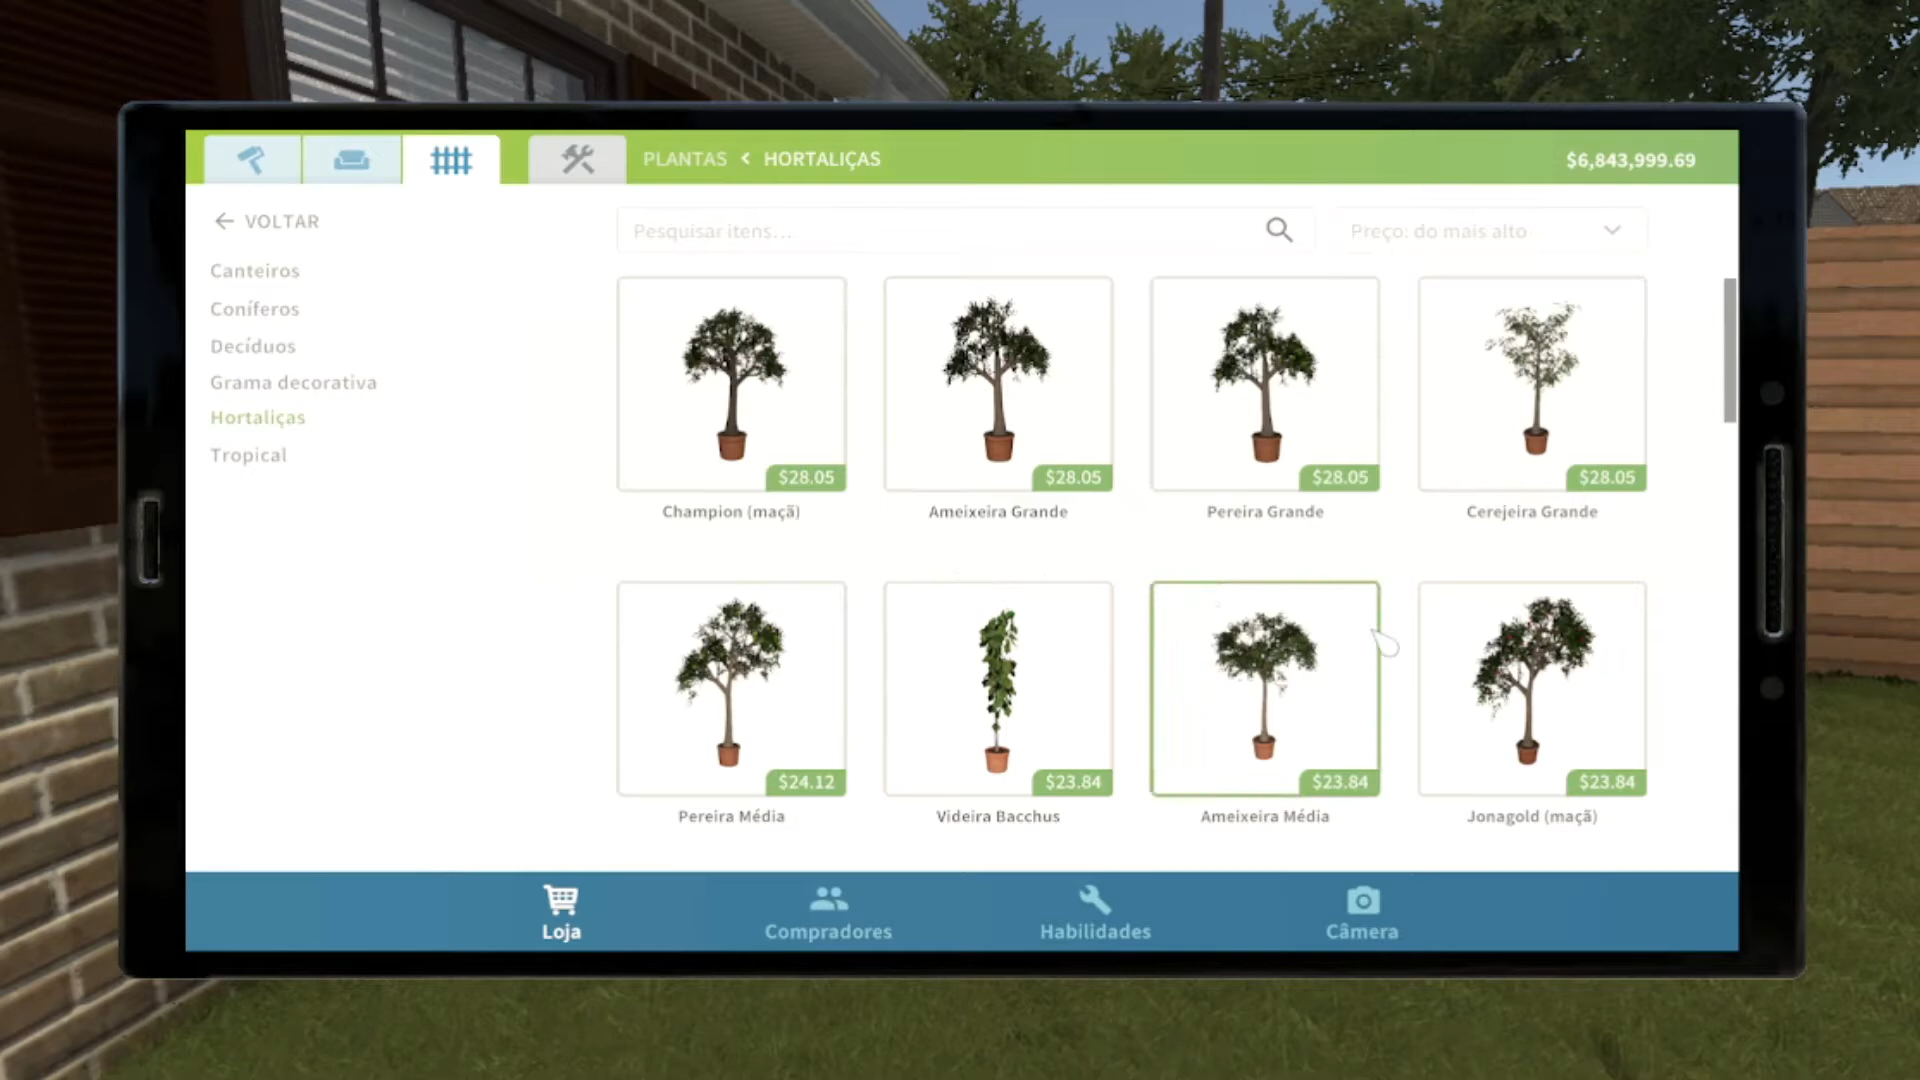 PLANTAS < HORTALIÇAS
$6,843,999.69
VOLTAR
Canteiros
Coníferos
Decíduos
Grama decorativa
Hortaliças
Tropical
Pesquisar itens...
Preço: do mais alto
$28.05
$28.05
$28.05
$28.05
Champion (maçã)
Ameixeira Grande
Pereira Grande
Cerejeira Grande
$24.12
$23.84
$23.84
$23.84
Pereira Média
Videira Bacchus
Ameixeira Média
Jonagold (maçã)
Loja
Compradores
Habilidades
Câmera